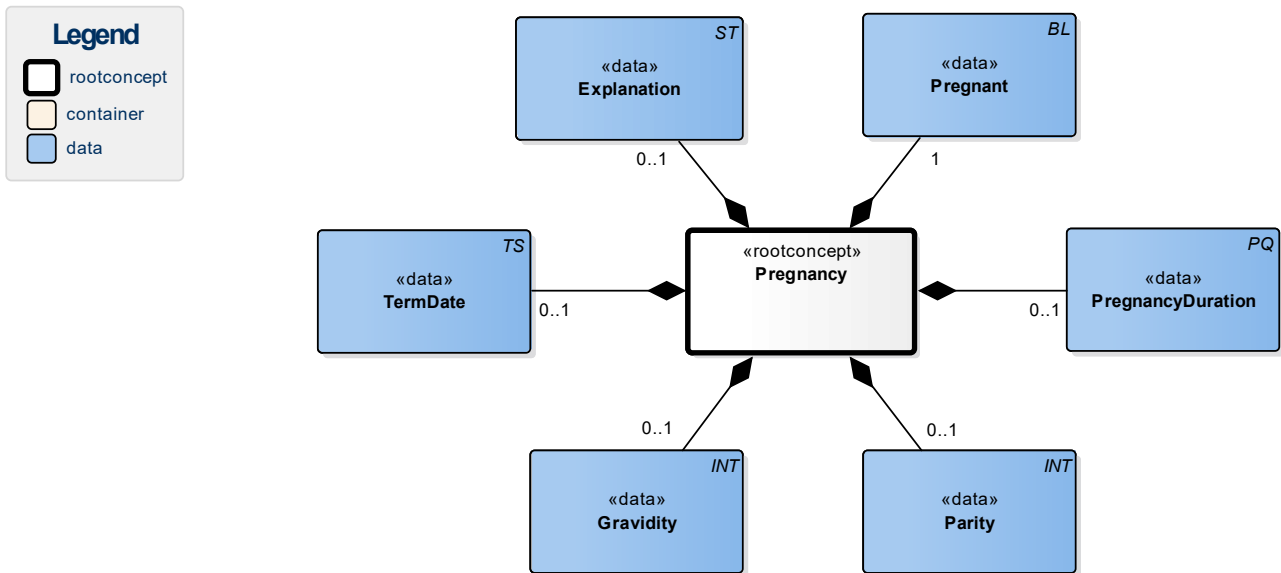 Legend
rootconcept
container
data
ST
«data»
Explanation
0..1
BL
«data»
Pregnant
1
TS
«data»
TermDate
0..1
«rootconcept»
Pregnancy
PQ
«data»
PregnancyDuration
0..1
0..1
INT
«data»
Gravidity
0..1
INT
«data»
Parity